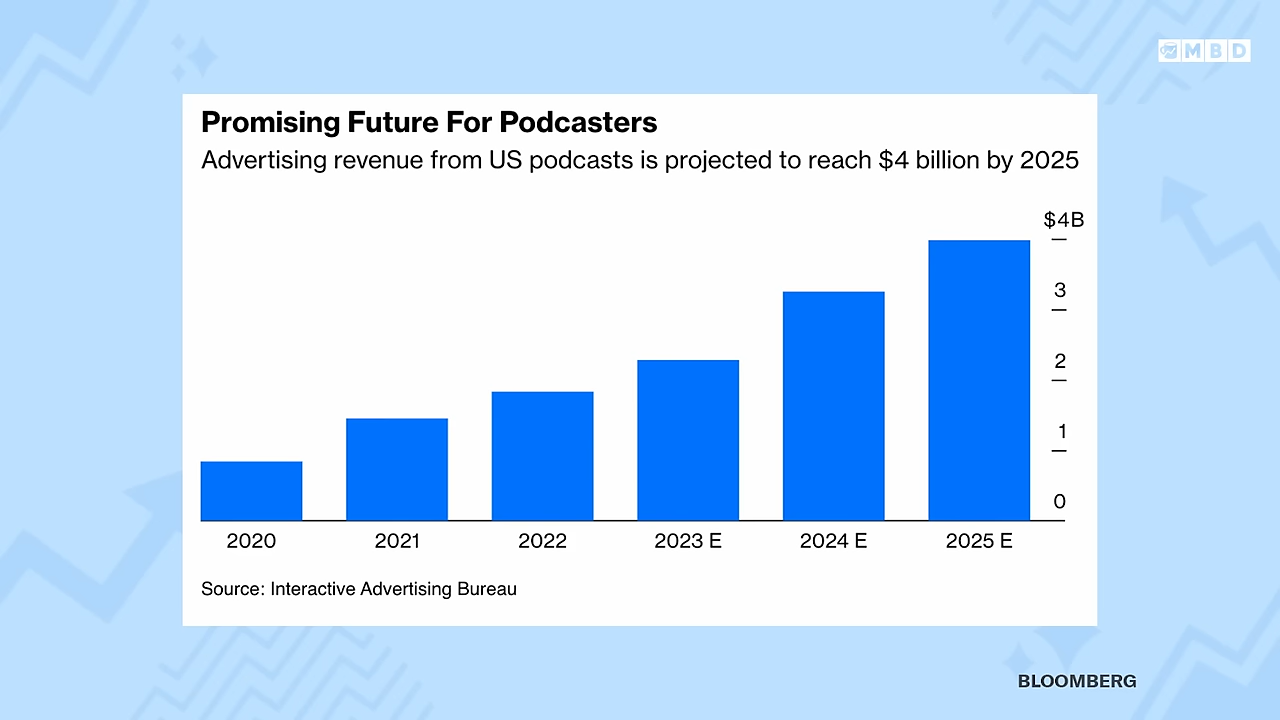 MBD
Promising Future For Podcasters
Advertising revenue from US podcasts is projected to reach $4 billion by 2025
$4B
3
2
1
0
2020 2021 2022 2023 E 2024 E 2025 E
Source: Interactive Advertising Bureau
BLOOMBERG